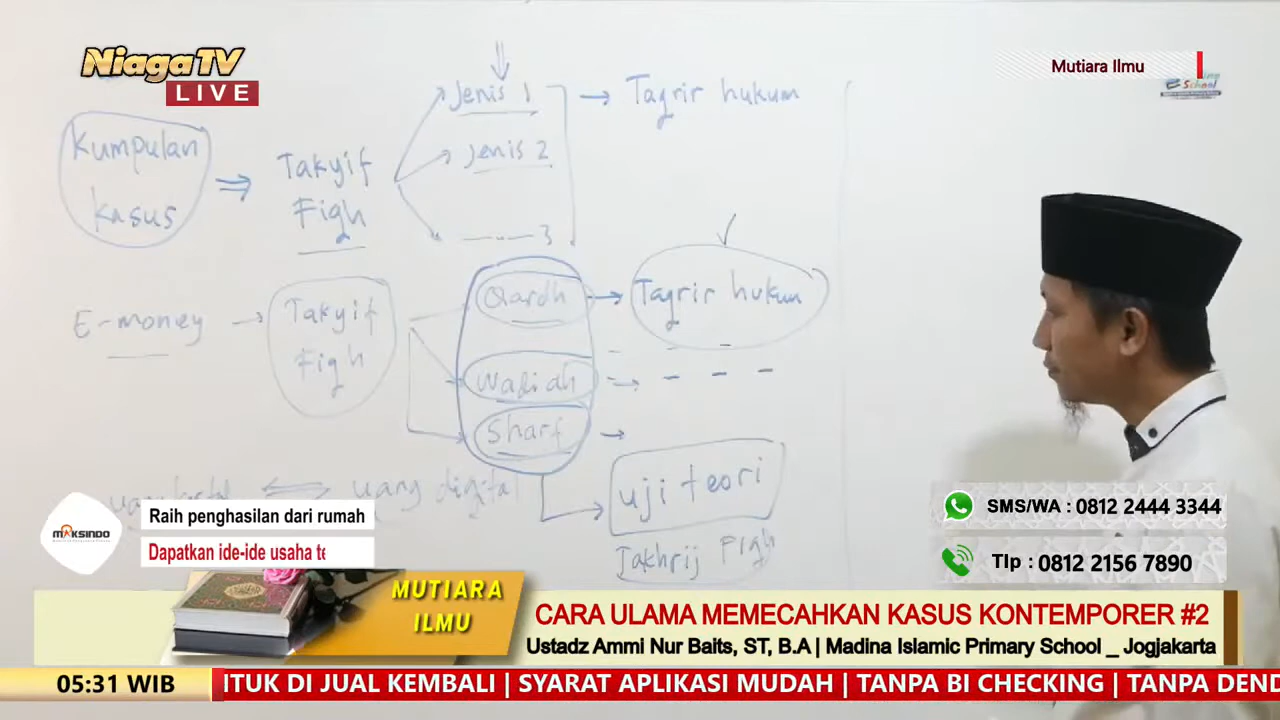 NiagaTV
LIVE
Mutiara Ilmu
School
Kumpulan
kasus
Takyif
Fiqh
Jenis 1
Jenis 2
3
Taqrir hukum
E-money
Takyif
Fiqh
Qardh
Wadiah
Sharf
Taqrir hukum
uang digital
uji teori
Takhrij Fiqh
MAKSINDO
Raih penghasilan dari rumah
Dapatkan ide-ide usaha te
SMS/WA : 0812 2444 3344
Tlp : 0812 2156 7890
MUTIARA
ILMU
CARA ULAMA MEMECAHKAN KASUS KONTEMPORER #2
Ustadz Ammi Nur Baits, ST, B.A | Madina Islamic Primary School _ Jogjakarta
05:31 WIB
ITUK DI JUAL KEMBALI | SYARAT APLIKASI MUDAH | TANPA BI CHECKING | TANPA DEND